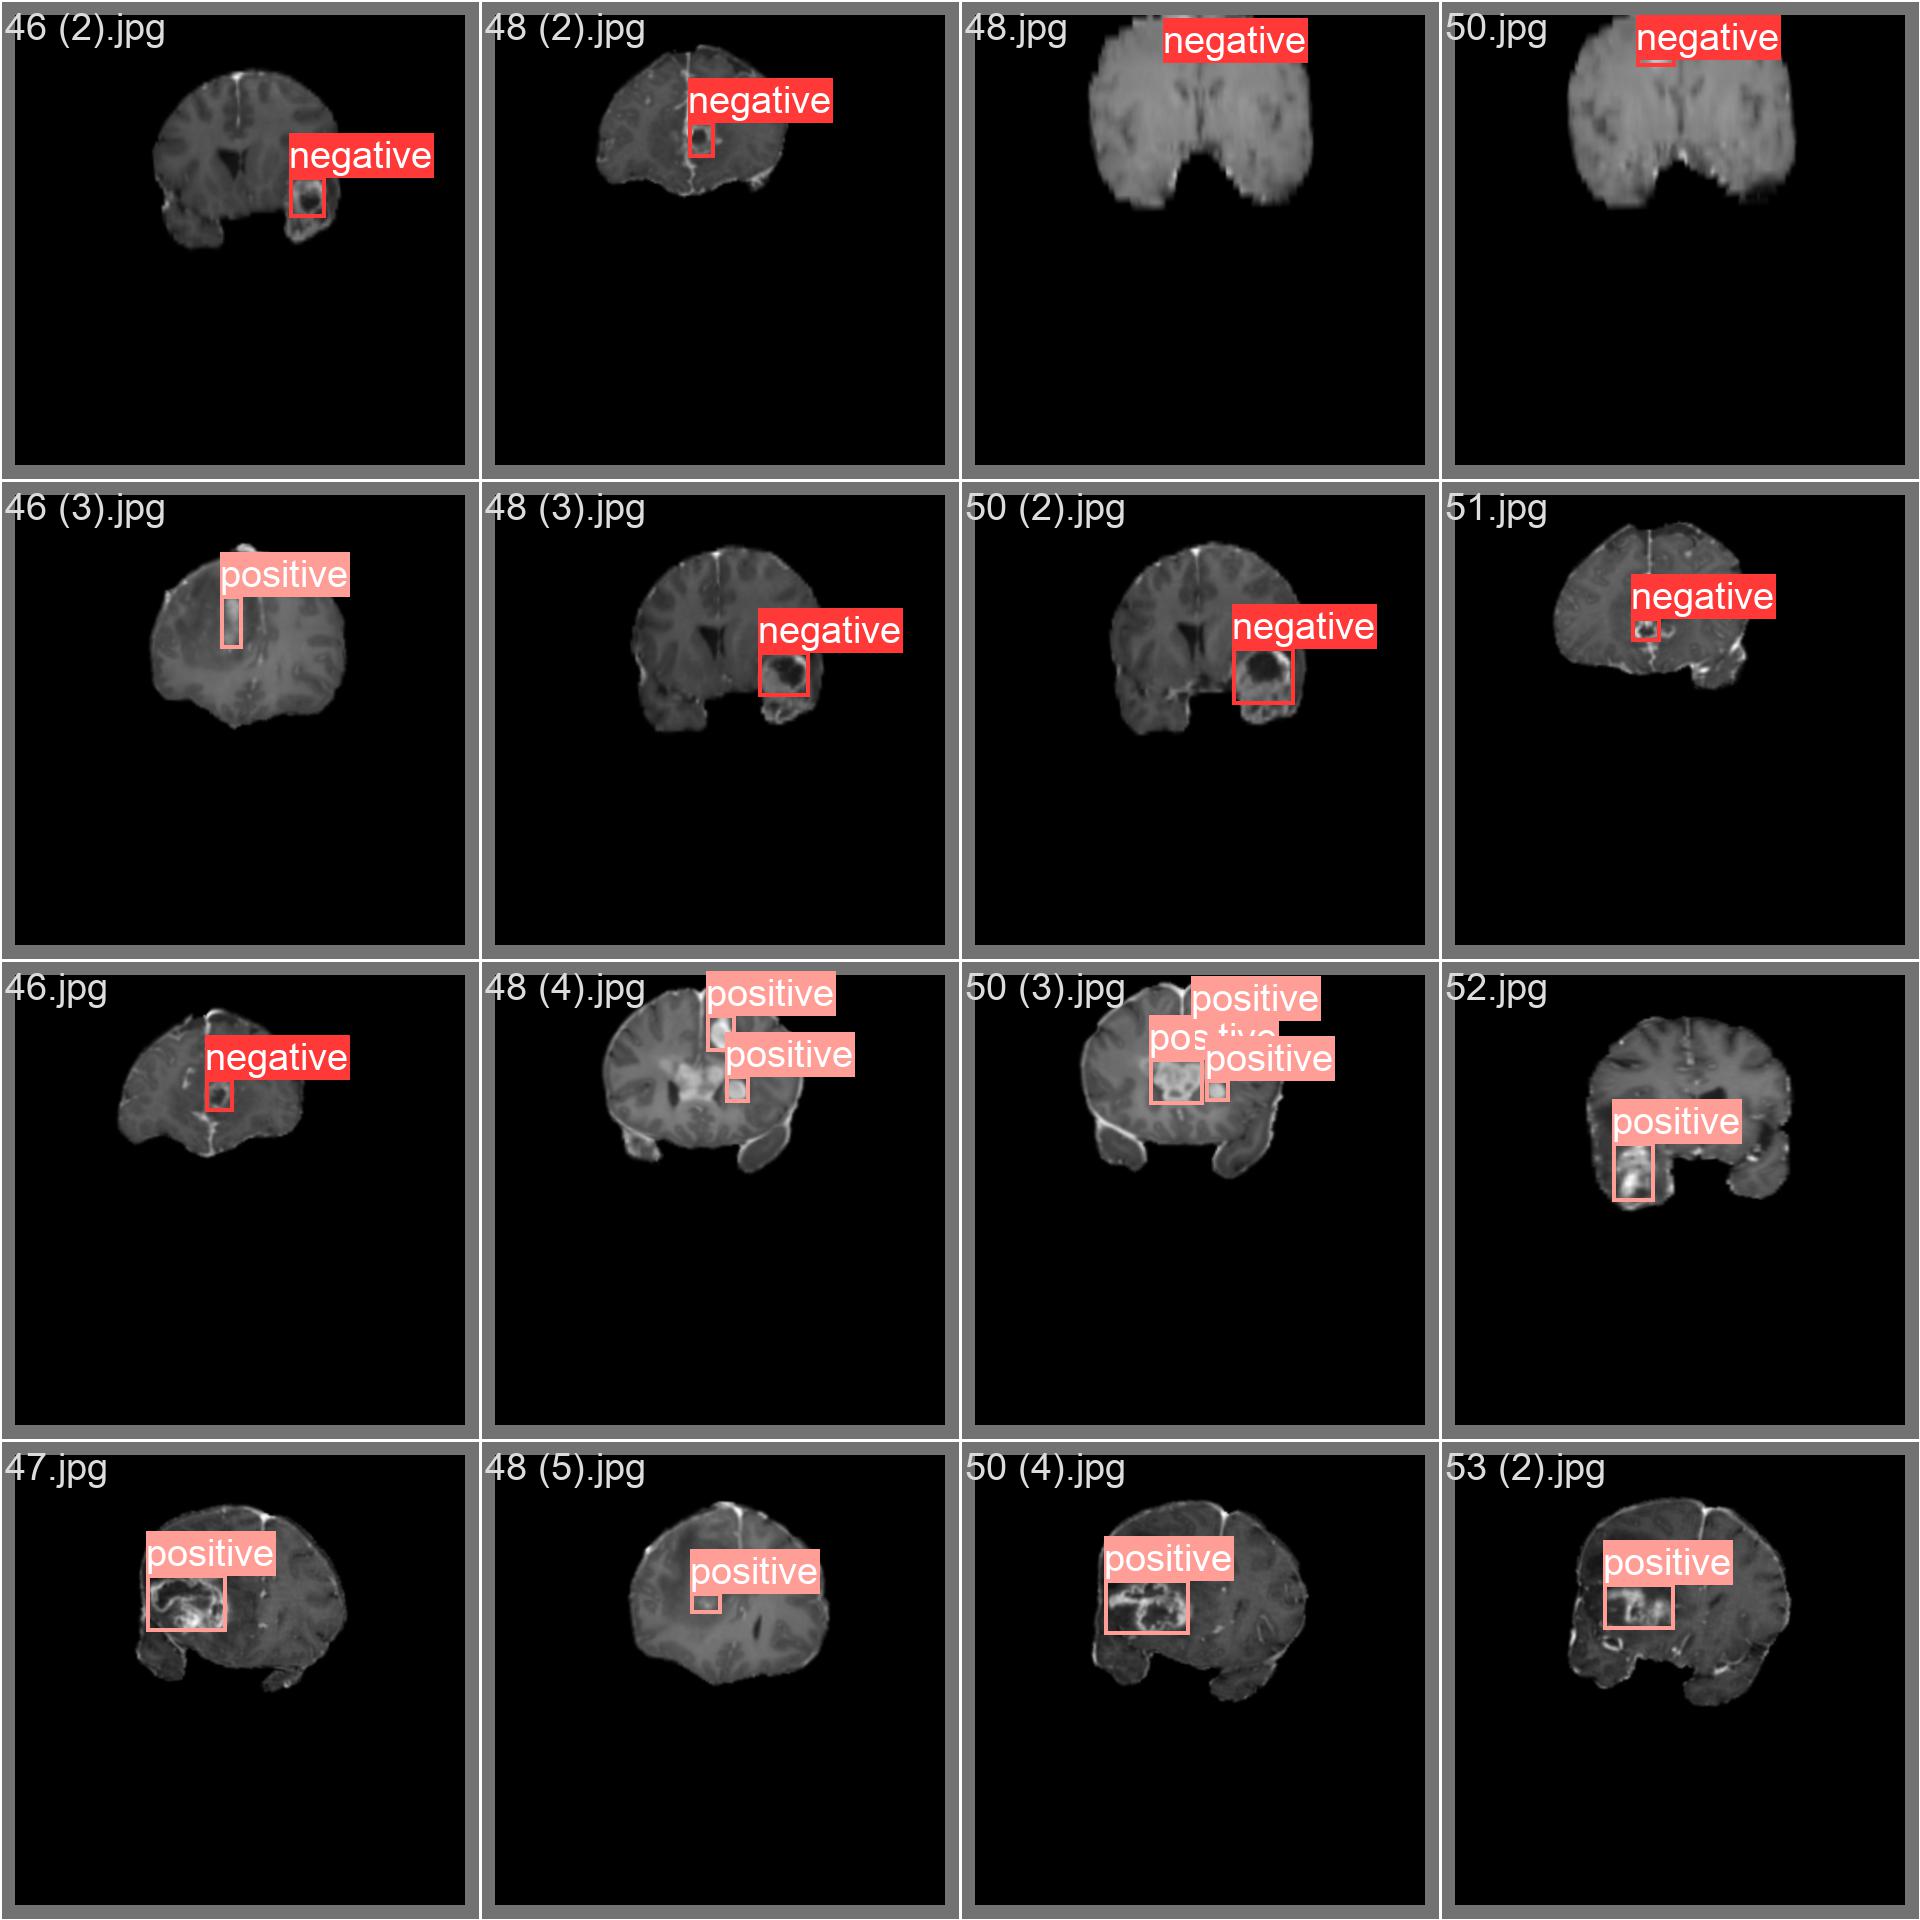 46 (2).jpg
negative
48 (2).jpg
negative
48.jpg
negative
50.jpg
negative
46 (3).jpg
positive
48 (3).jpg
negative
50 (2).jpg
negative
51.jpg
negative
46.jpg
negative
48 (4).jpg
positive
positive
50 (3).jpg
positive
positive
positive
52.jpg
positive
47.jpg
positive
48 (5).jpg
positive
50 (4).jpg
positive
53 (2).jpg
positive